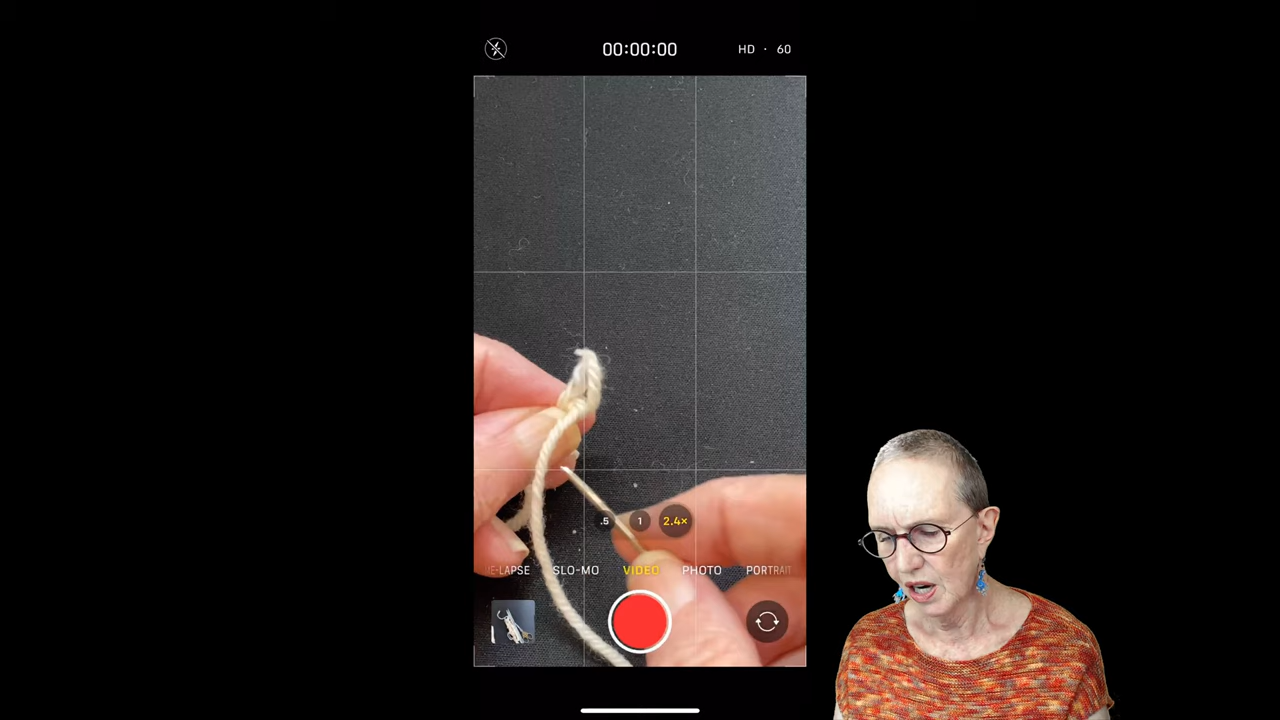 00:00:00 HD · 60
.5 1 2.4×
E-LAPSE SLO-MO VIDEO PHOTO PORTRAIT